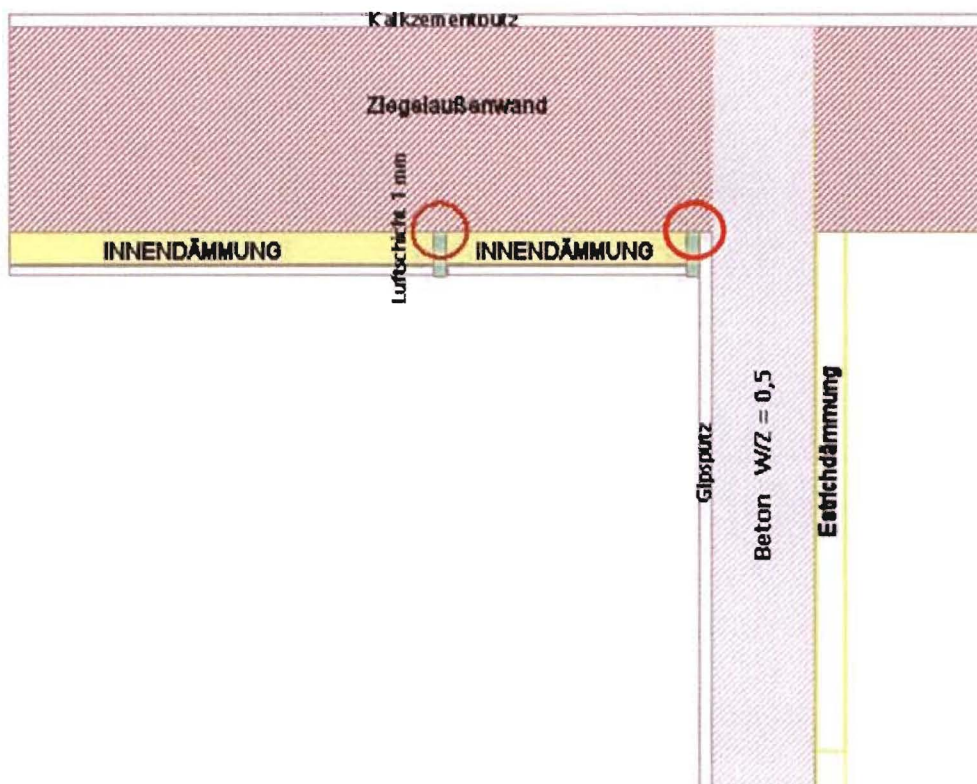 Kalkzementputz
Ziegelaußenwand
Luftschicht 1 mm
INNENDÄMMUNG
INNENDÄMMUNG
Gipsputz
Beton W/Z = 0,5
Estrichdämmung